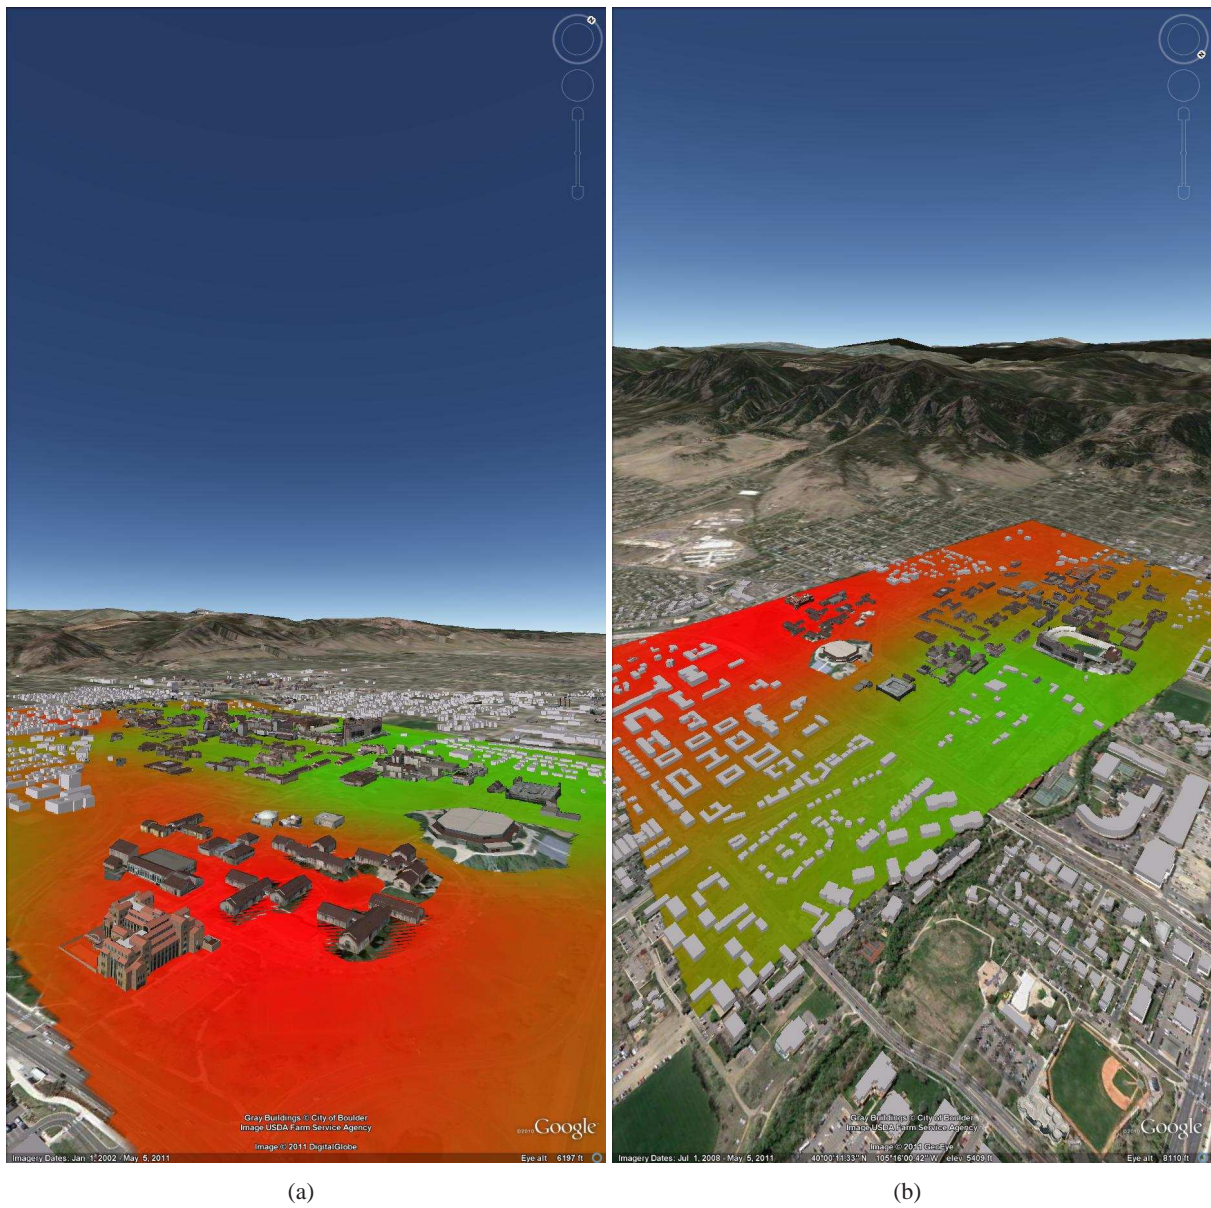 Gray Buildings © City of Boulder
Image USDA Farm Service Agency
Image © 2011 DigitalGlobe
©2010 Google
Imagery Dates: Jan 1, 2002 - May 5, 2011
Eye alt 6197 ft
(a)
Gray Buildings © City of Boulder
Image USDA Farm Service Agency
Image © 2011 GeoEye
Google
Imagery Dates: Jul 1, 2008 - May 5, 2011
40°00'11.33" N 105°16'00.42" W elev 5409 ft
Eye alt 8110 ft
(b)